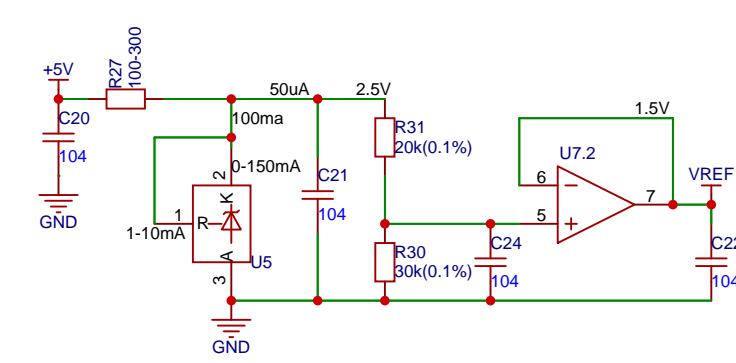 +5V
R27
100-300
C20
104
GND
50uA
2.5V
100ma
0-150mA
2
K
1
R
1-10mA
A
U5
3
GND
C21
104
R31
20k(0.1%)
R30
30k(0.1%)
C24
104
1.5V
U7.2
6
5
7
VREF
C22
104